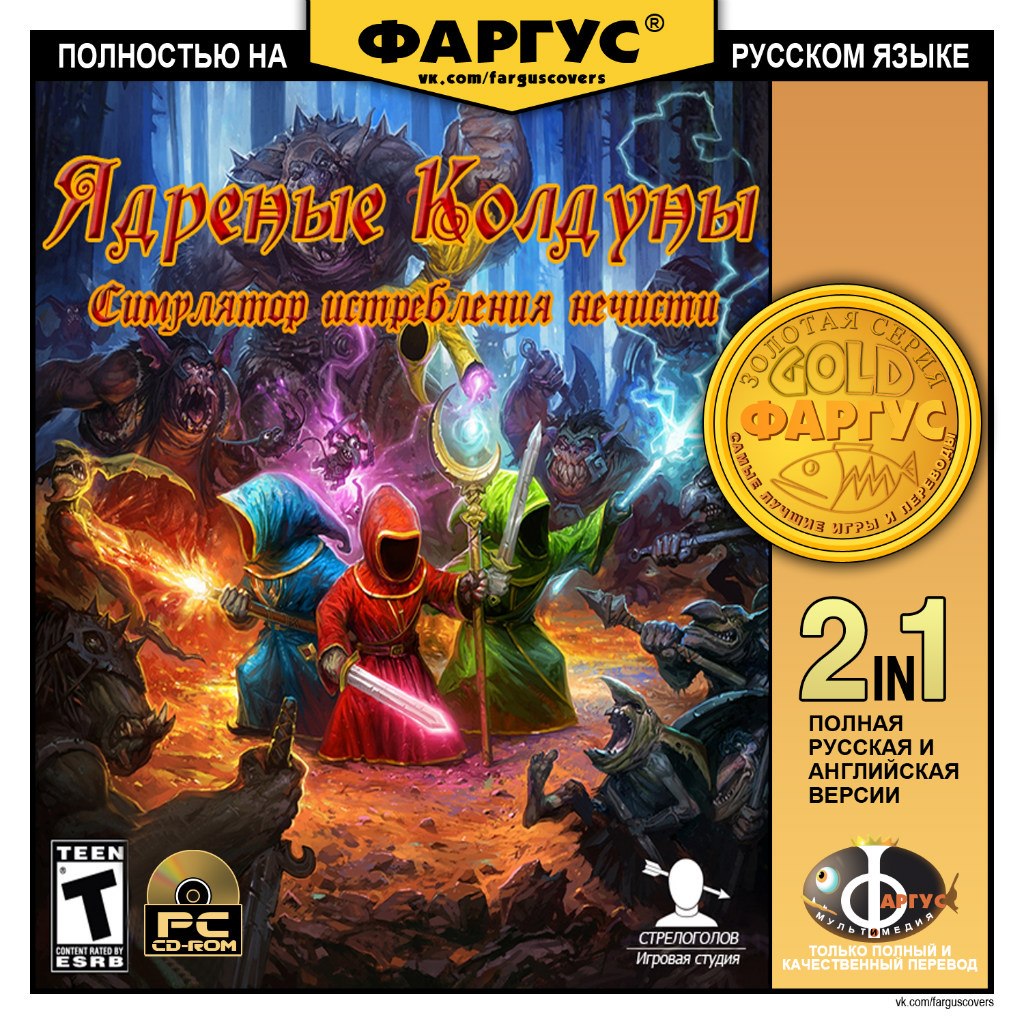 ПОЛНОСТЬЮ НА
ФАРГУС®
vk.com/farguscovers
РУССКОМ ЯЗЫКЕ
Ядреные Колдуны
Симулятор истребления нечисти
ЗОЛОТАЯ СЕРИЯ
GOLD
ФАРГУС
САМЫЕ ЛУЧШИЕ ИГРЫ И ПЕРЕВОДЫ
2IN1
ПОЛНАЯ
РУССКАЯ И
АНГЛИЙСКАЯ
ВЕРСИИ
TEEN
T
®
CONTENT RATED BY
ESRB
PC
CD-ROM
СТРЕЛОГОЛОВ
Игровая студия
ФАРГУС
МУЛЬТИМЕДИЯ
ТОЛЬКО ПОЛНЫЙ И
КАЧЕСТВЕННЫЙ ПЕРЕВОД
vk.com/farguscovers